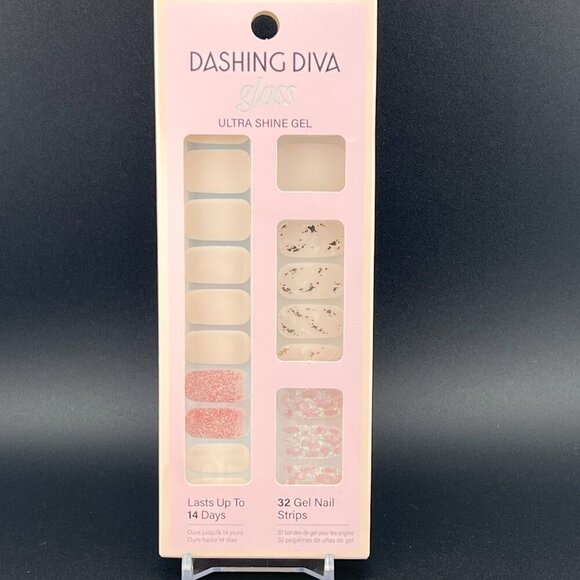 DASHING DIVA
gloss
ULTRA SHINE GEL
Lasts Up To
14 Days
Dure jusqu'à 14 jours
Dura hasta 14 días
32 Gel Nail
Strips
32 bandes de gel pour les ongles
32 pegatinas de uñas de gel